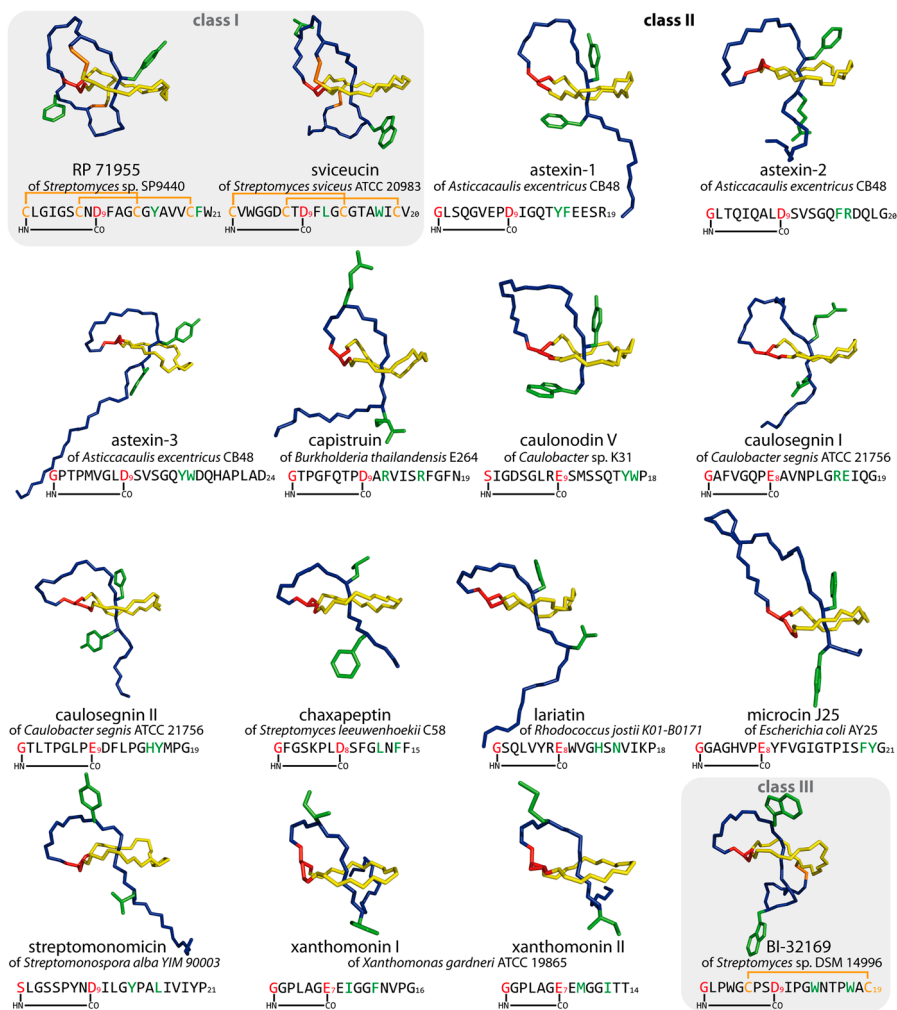 class I
class II
RP 71955
of Streptomyces sp. SP9440
CLGIGSCND9FAGCGYAVVCFW21
HN CO
sviceucin
of Streptomyces sviceus ATCC 20983
CVWGGDCTD9FLGCGTAWICV20
HN CO
astexin-1
of Asticcacaulis excentricus CB48
GLSQGVEPD9IGQTYFEESR19
HN CO
astexin-2
of Asticcacaulis excentricus CB48
GLTQIQALD9SVSGQFRDQLG20
HN CO
astexin-3
of Asticcacaulis excentricus CB48
GPTPMVGLD9SVSGQYWDQHAPLAD24
HN CO
capistruin
of Burkholderia thailandensis E264
GTPGFQTPD9ARVISRFGFN19
HN CO
caulonodin V
of Caulobacter sp. K31
SIGDSGLRE9SMSSQTYWP18
HN CO
caulosegnin I
of Caulobacter segnis ATCC 21756
GAFVGQPE8AVNPLGREIQG19
HN CO
caulosegnin II
of Caulobacter segnis ATCC 21756
GTLTPGLPE9DFLPGHYMPG19
HN CO
chaxapeptin
of Streptomyces leeuwenhoekii C58
GFGSKPLD8SFGLNFF15
HN CO
lariatin
of Rhodococcus jostii K01-B0171
GSQLVYRE8WVGHSNVIKP18
HN CO
microcin J25
of Escherichia coli AY25
GGAGHVPE8YFVGIGTPISFYG21
HN CO
streptomonomicin
of Streptomonospora alba YIM 90003
SLGSSPYND9ILGYPALIVIYP21
HN CO
xanthomonin I
xanthomonin II
of Xanthomonas gardneri ATCC 19865
GGPLAGE7EIGGFNVPG16
HN CO
GGPLAGE7EMGGITT14
HN CO
class III
BI-32169
of Streptomyces sp. DSM 14996
GLPWGCPSD9IPGWNTPWAC19
HN CO